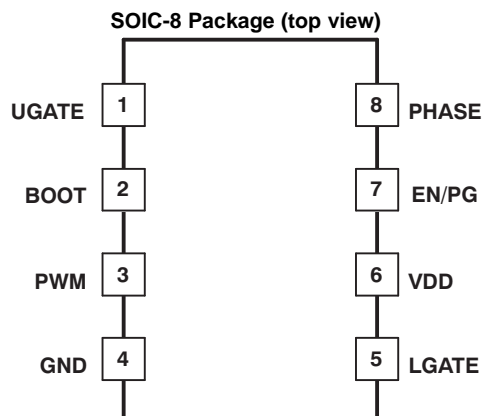 SOIC-8 Package (top view)
UGATE 1 8 PHASE
BOOT 2 7 EN/PG
PWM 3 6 VDD
GND 4 5 LGATE